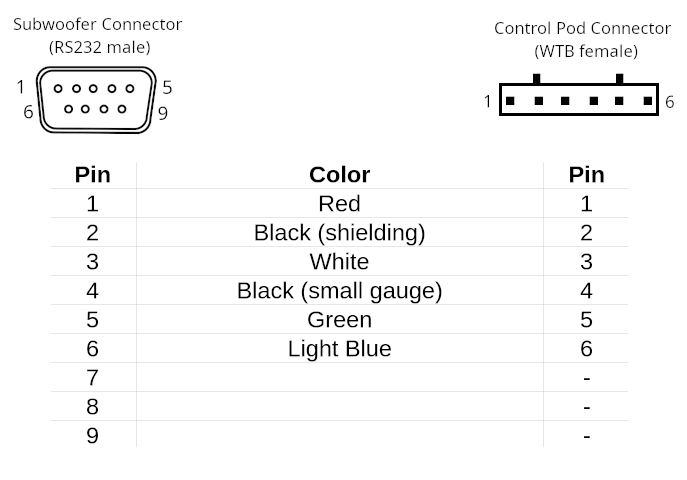 Subwoofer Connector
(RS232 male)
1 5
6 9
Control Pod Connector
(WTB female)
1 6
Pin Color Pin
1 Red 1
2 Black (shielding) 2
3 White 3
4 Black (small gauge) 4
5 Green 5
6 Light Blue 6
7 -
8 -
9 -